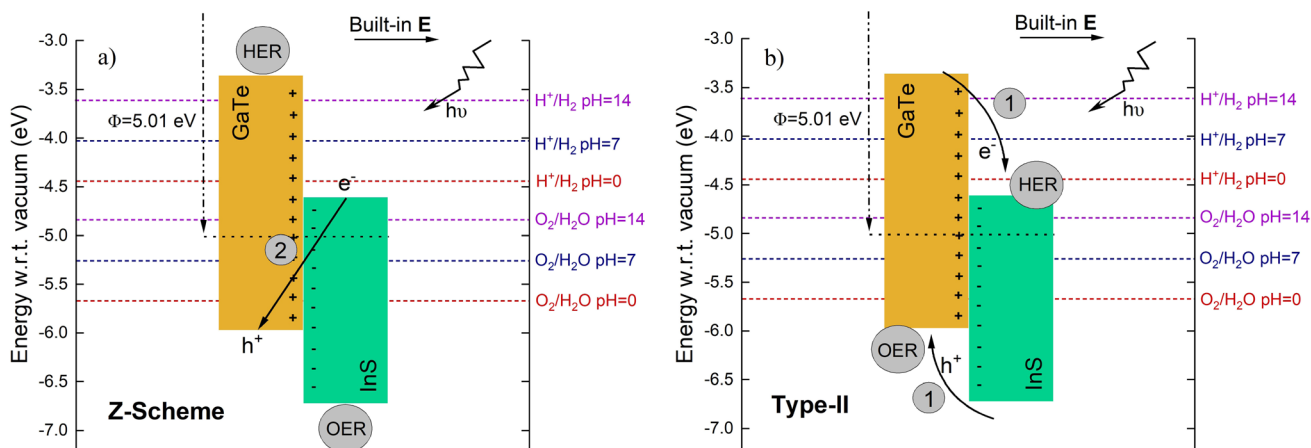 a)
Built-in E
HER
Energy w.r.t. vacuum (eV)
-3.0
-3.5
-4.0
-4.5
-5.0
-5.5
-6.0
-6.5
-7.0
Φ=5.01 eV
GaTe
+ + + + + + + + + + + +
hυ
H+/H2 pH=14
H+/H2 pH=7
H+/H2 pH=0
e-
O2/H2O pH=14
2
O2/H2O pH=7
O2/H2O pH=0
h+
InS
Z-Scheme
OER
b)
Built-in E
Energy w.r.t. vacuum (eV)
-3.0
-3.5
-4.0
-4.5
-5.0
-5.5
-6.0
-6.5
-7.0
Φ=5.01 eV
GaTe
+ + + + + + + + + + + +
1
hυ
H+/H2 pH=14
H+/H2 pH=7
e-
HER
H+/H2 pH=0
O2/H2O pH=14
O2/H2O pH=7
O2/H2O pH=0
OER
h+
1
InS
Type-II